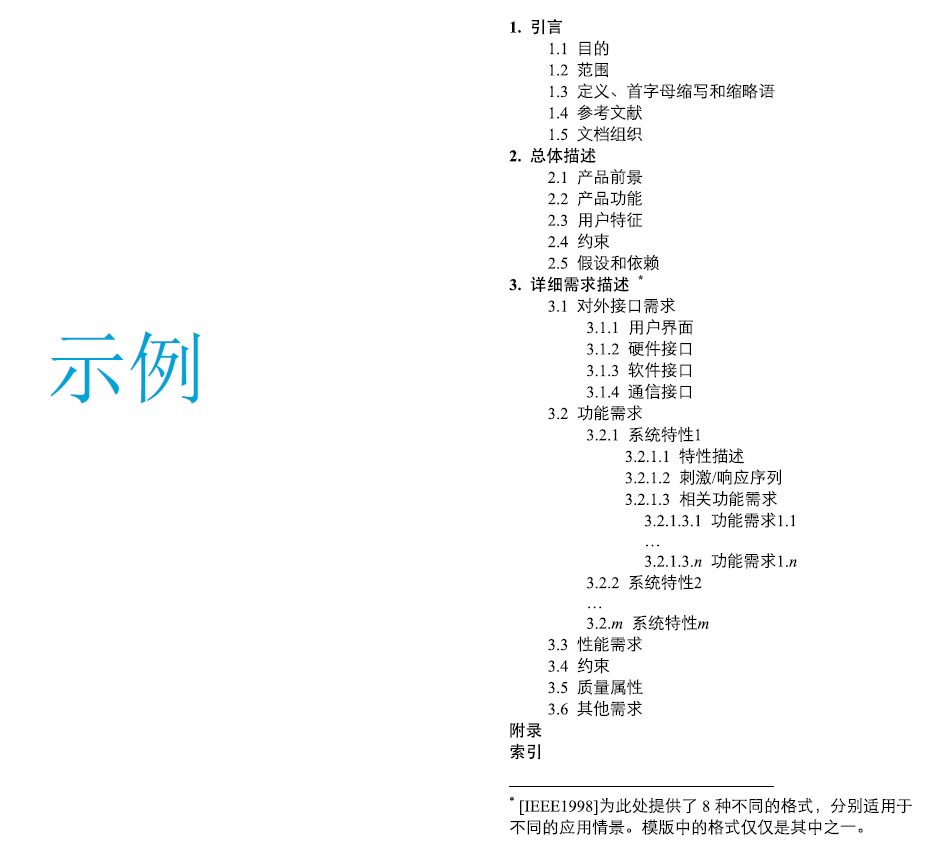 示例
1. 引言
1.1 目的
1.2 范围
1.3 定义、首字母缩写和缩略语
1.4 参考文献
1.5 文档组织
2. 总体描述
2.1 产品前景
2.2 产品功能
2.3 用户特征
2.4 约束
2.5 假设和依赖
3. 详细需求描述 *
3.1 对外接口需求
3.1.1 用户界面
3.1.2 硬件接口
3.1.3 软件接口
3.1.4 通信接口
3.2 功能需求
3.2.1 系统特性1
3.2.1.1 特性描述
3.2.1.2 刺激/响应序列
3.2.1.3 相关功能需求
3.2.1.3.1 功能需求1.1
…
3.2.1.3.n 功能需求1.n
3.2.2 系统特性2
…
3.2.m 系统特性m
3.3 性能需求
3.4 约束
3.5 质量属性
3.6 其他需求
附录
索引
* [IEEE1998]为此处提供了 8 种不同的格式，分别适用于
不同的应用情景。模版中的格式仅仅是其中之一。